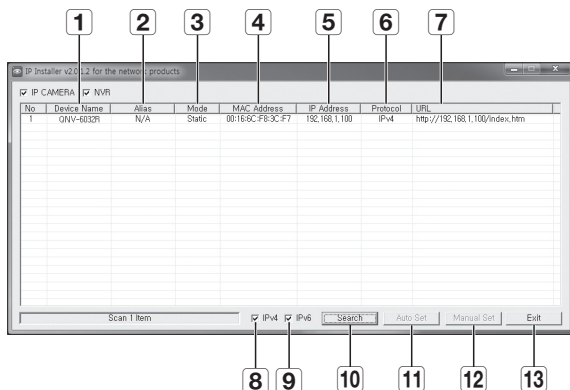 1 2 3 4 5 6 7
IP Installer v2.0.1.2 for the network products
IP CAMERA NVR
No Device Name Alias Mode MAC Address IP Address Protocol URL
1 QNV-6032R N/A Static 00:16:6C:F8:3C:F7 192,168,1,100 IPv4 http://192,168,1,100/index,htm
Scan 1 Item IPv4 IPv6 Search Auto Set Manual Set Exit
8 9 10 11 12 13